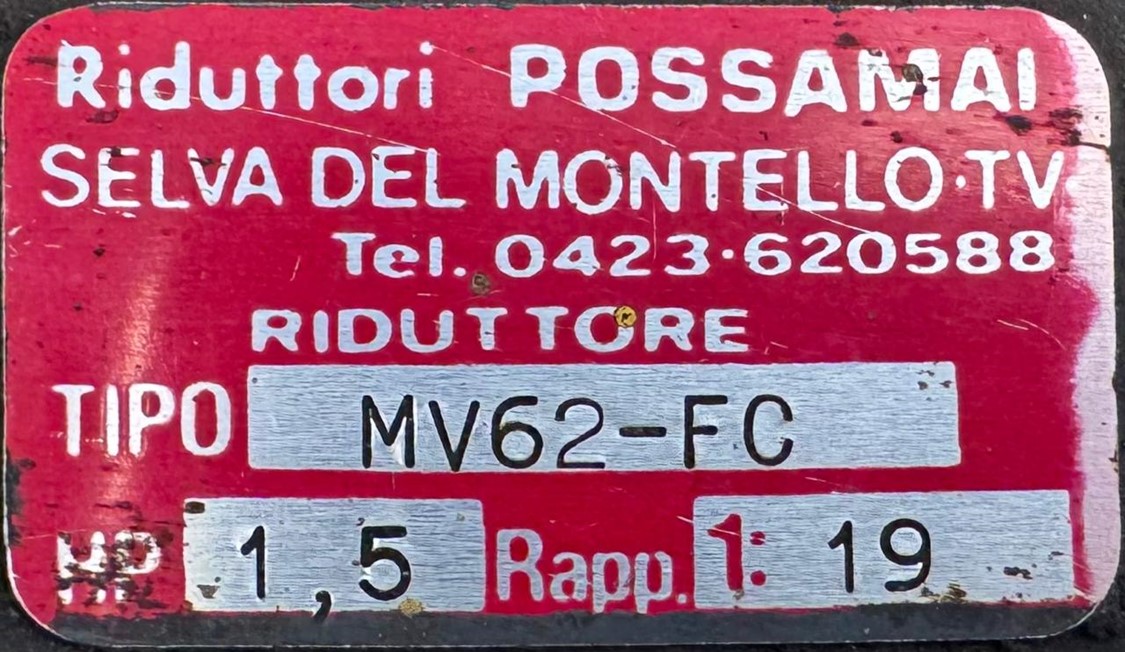 Riduttori POSSAMAI
SELVA DEL MONTELLO·TV
Tel. 0423·620588
RIDUTTORE
TIPO MV62-FC
HP 1,5 Rapp. 1: 19